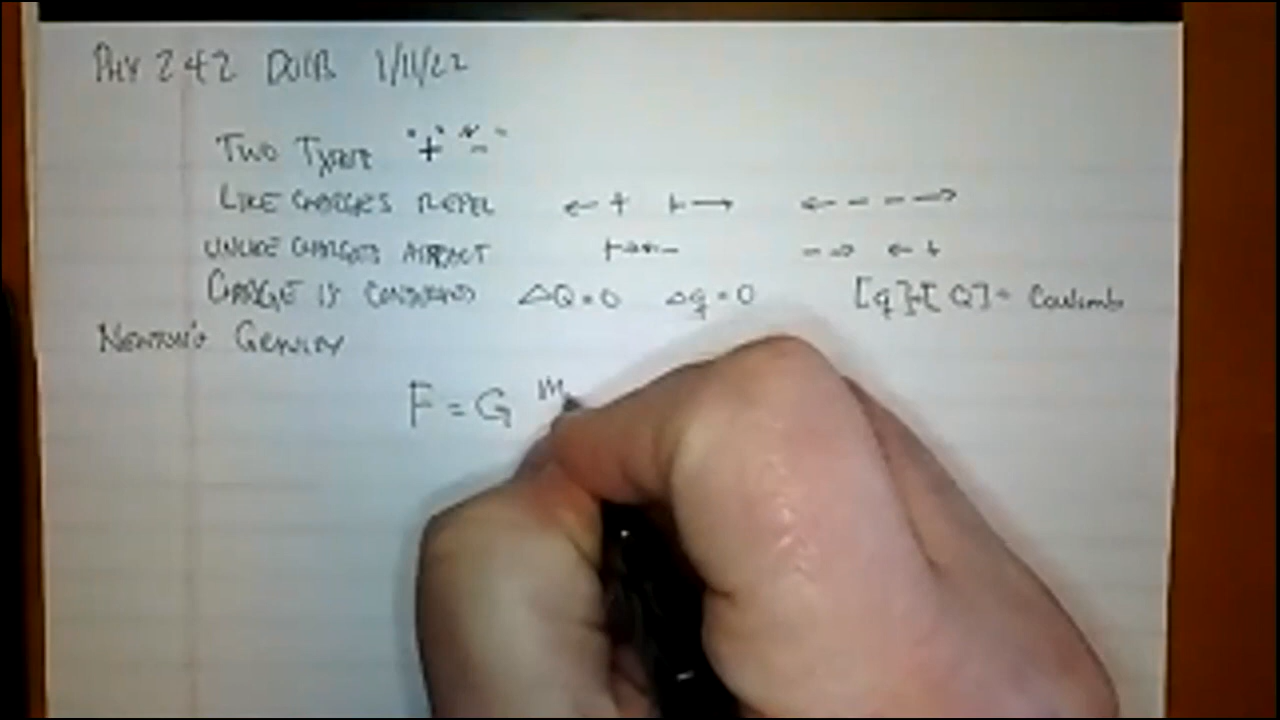 PHY 242 D01B 1/11/22
TWO TYPES "+" "-"
LIKE CHARGES REPEL ← + + → ← - - →
UNLIKE CHARGES ATTRACT + → ← - - → ← +
CHARGE IS CONSERVED ΔQ = 0 Δq = 0 [q] = [Q] = Coulomb
NEWTON'S GRAVITY
F = G m